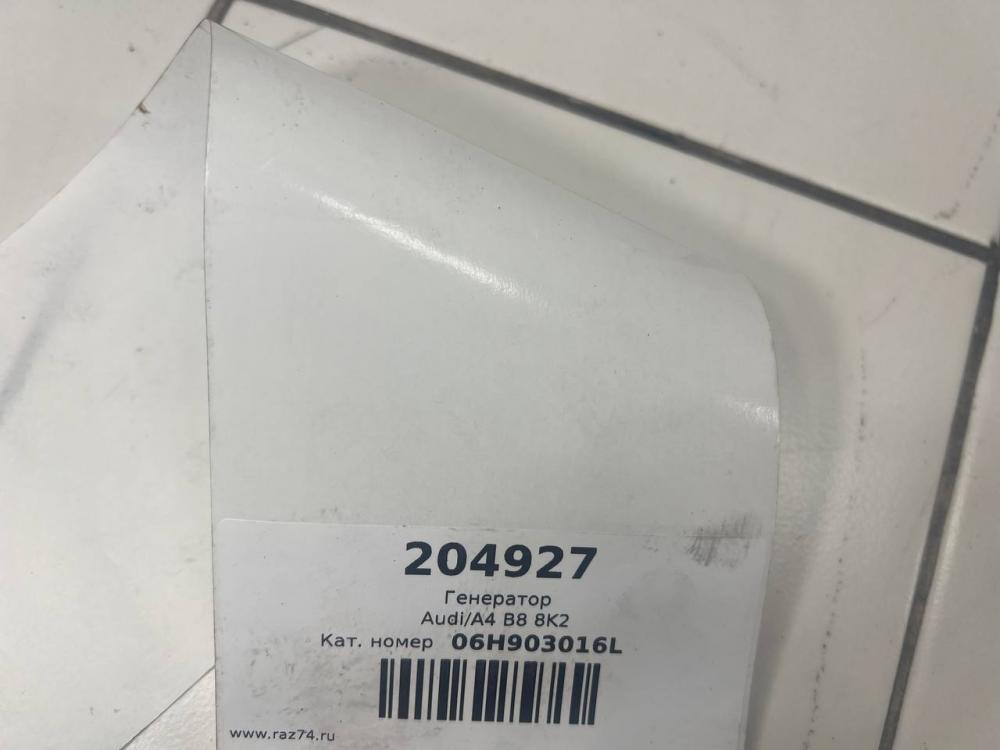 204927
Генератор
Audi/A4 B8 8K2
Кат. номер 06H903016L
www.raz74.ru